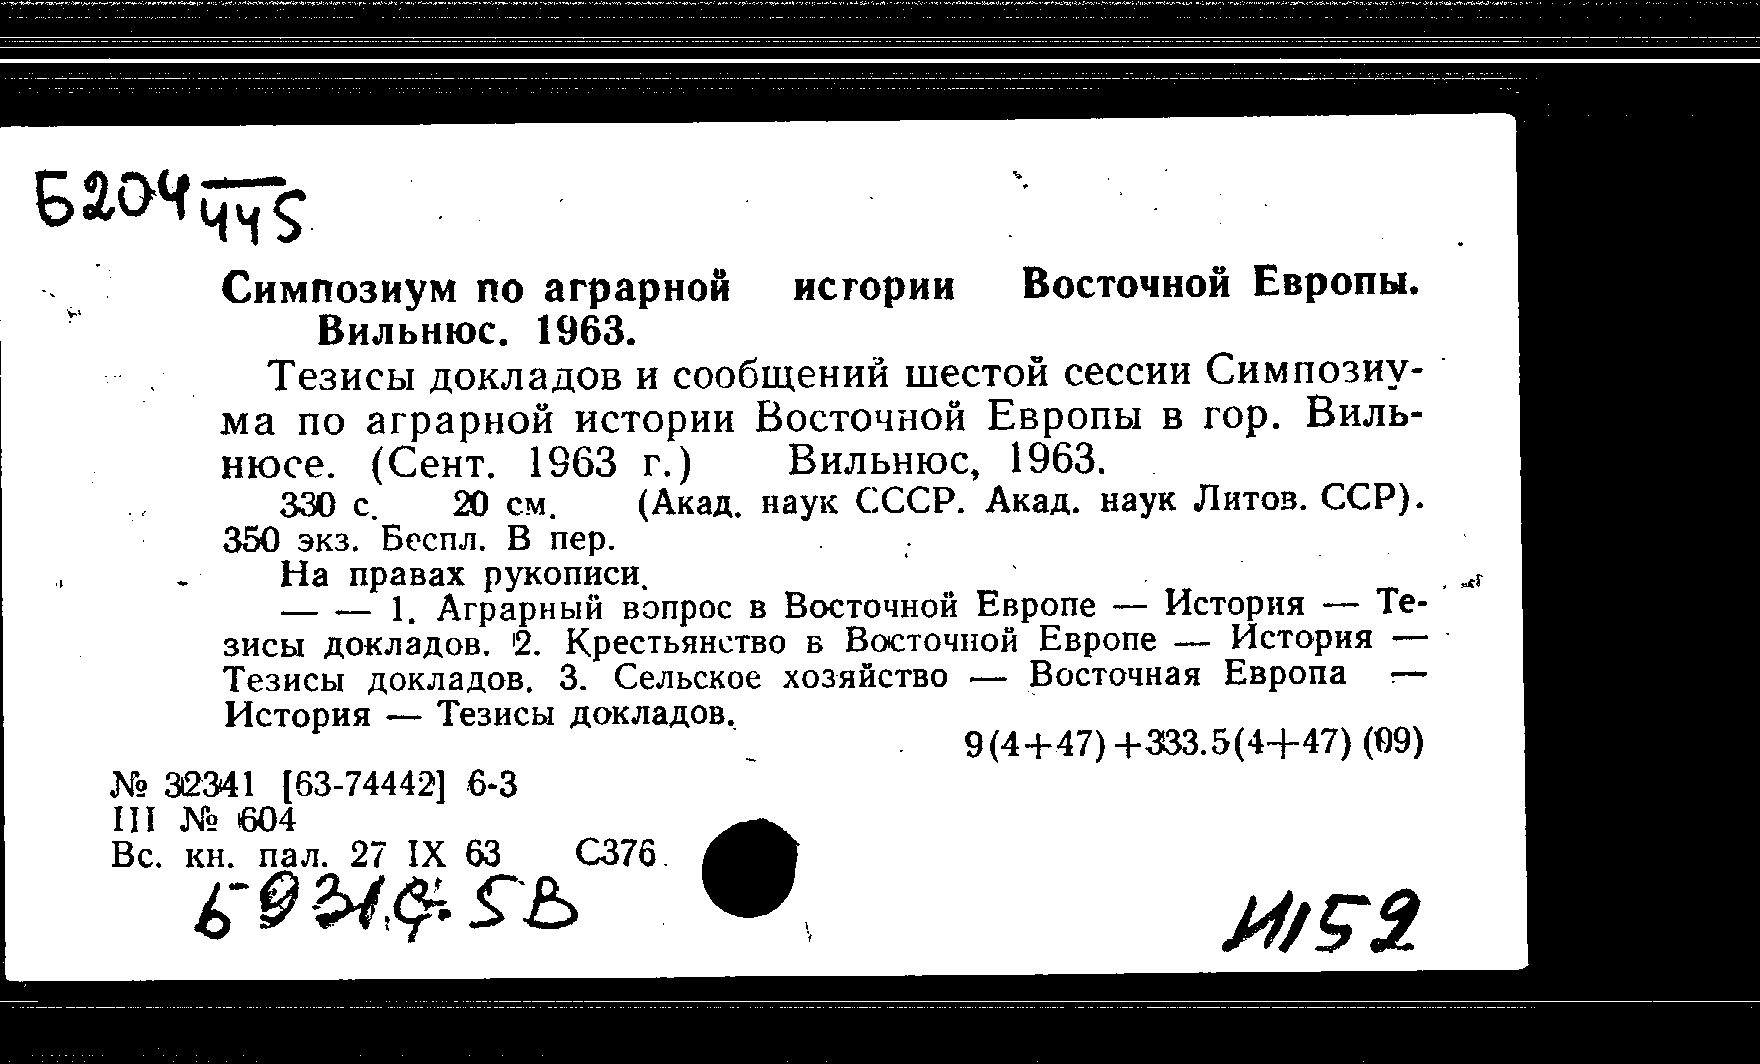 Б204
445
Симпозиум по аграрной истории Восточной Европы.
Вильнюс. 1963.
Тезисы докладов и сообщений шестой сессии Симпозиу-
ма по аграрной истории Восточной Европы в гор. Виль-
нюсе. (Сент. 1963 г.) Вильнюс, 1963.
330 с. 20 см. (Акад. наук СССР. Акад. наук Литов. ССР).
350 экз. Беспл. В пер.
На правах рукописи.
— — 1. Аграрный вопрос в Восточной Европе — История — Те-
зисы докладов. 2. Крестьянство в Восточной Европе — История —
Тезисы докладов. 3. Сельское хозяйство — Восточная Европа —
История — Тезисы докладов.
9(4+47)+333.5(4+47)(09)
№ 32341 [63-74442] 6-3
III № 604
Вс. кн. пал. 27 IX 63 С376
И152